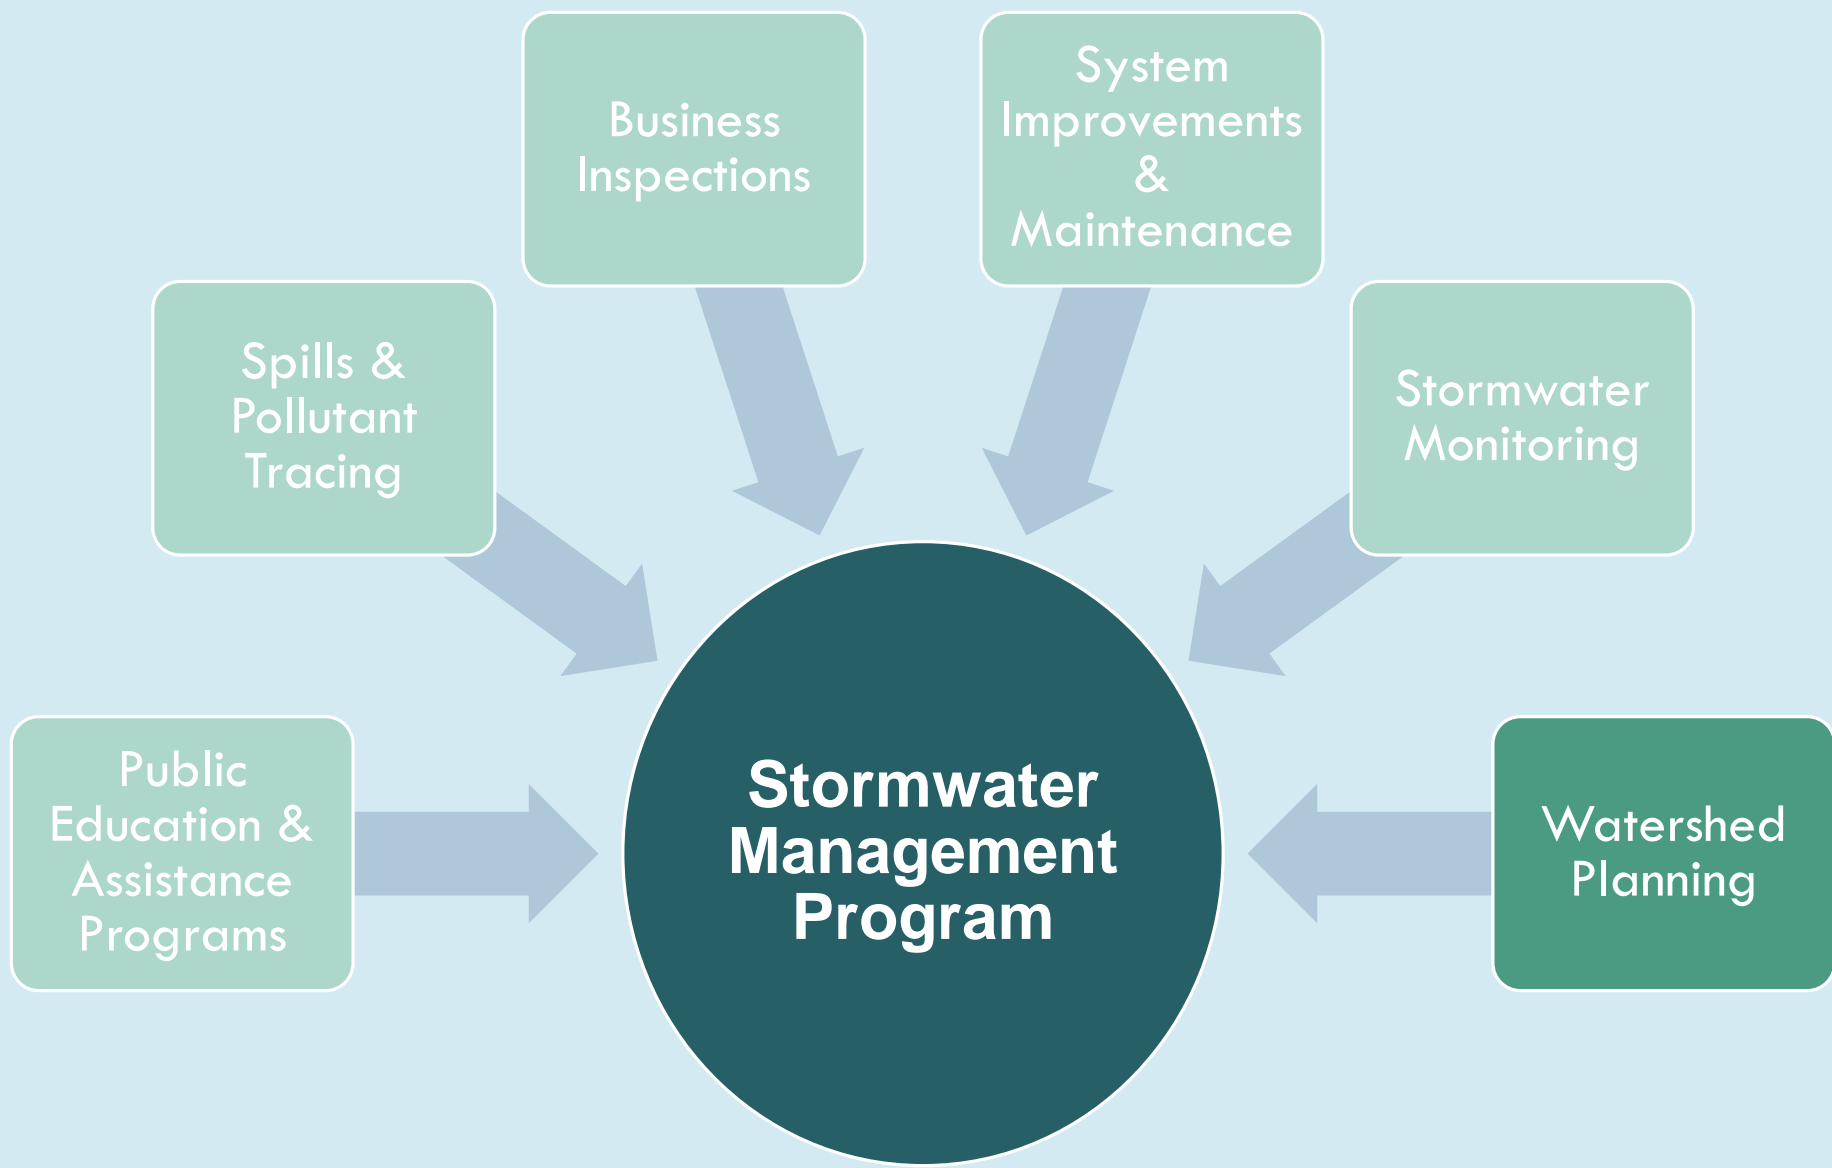 Business
Inspections
System
Improvements
&
Maintenance
Spills &
Pollutant
Tracing
Stormwater
Monitoring
Public
Education &
Assistance
Programs
Stormwater
Management
Program
Watershed
Planning